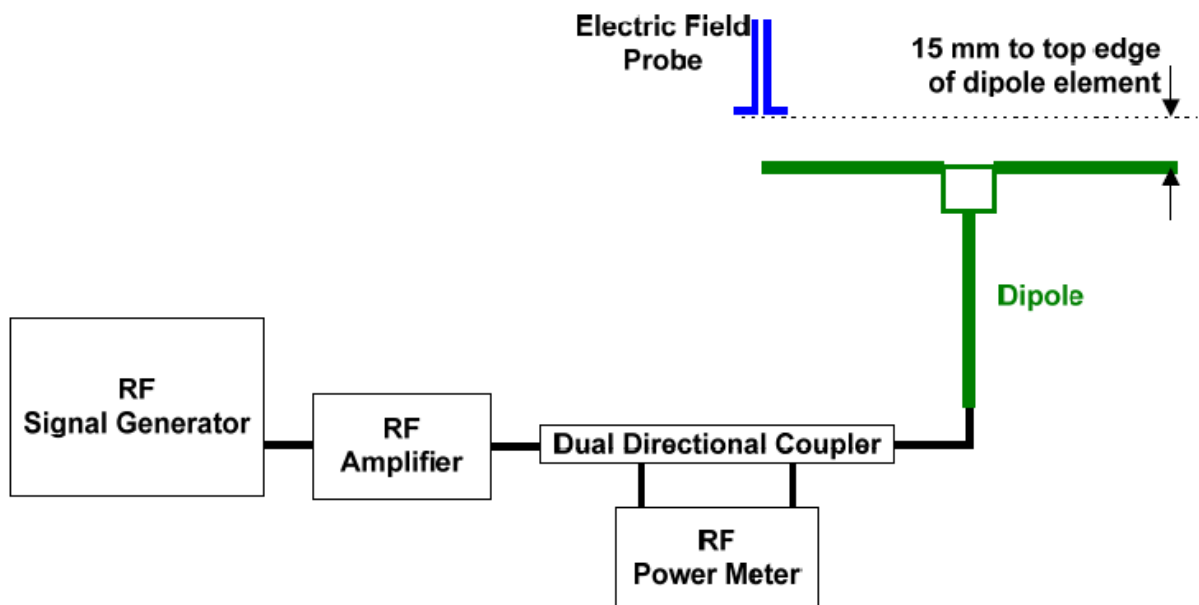 Electric Field
Probe
15 mm to top edge
of dipole element
Dipole
RF
Signal Generator
RF
Amplifier
Dual Directional Coupler
RF
Power Meter